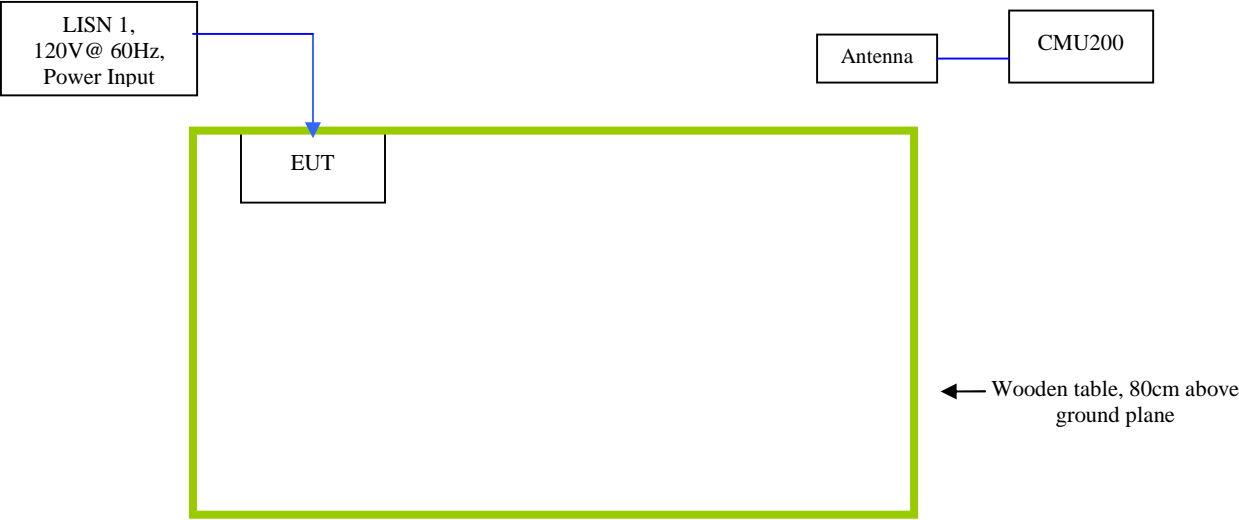 LISN 1,
120V@ 60Hz,
Power Input
Antenna
CMU200
EUT
Wooden table, 80cm above
ground plane